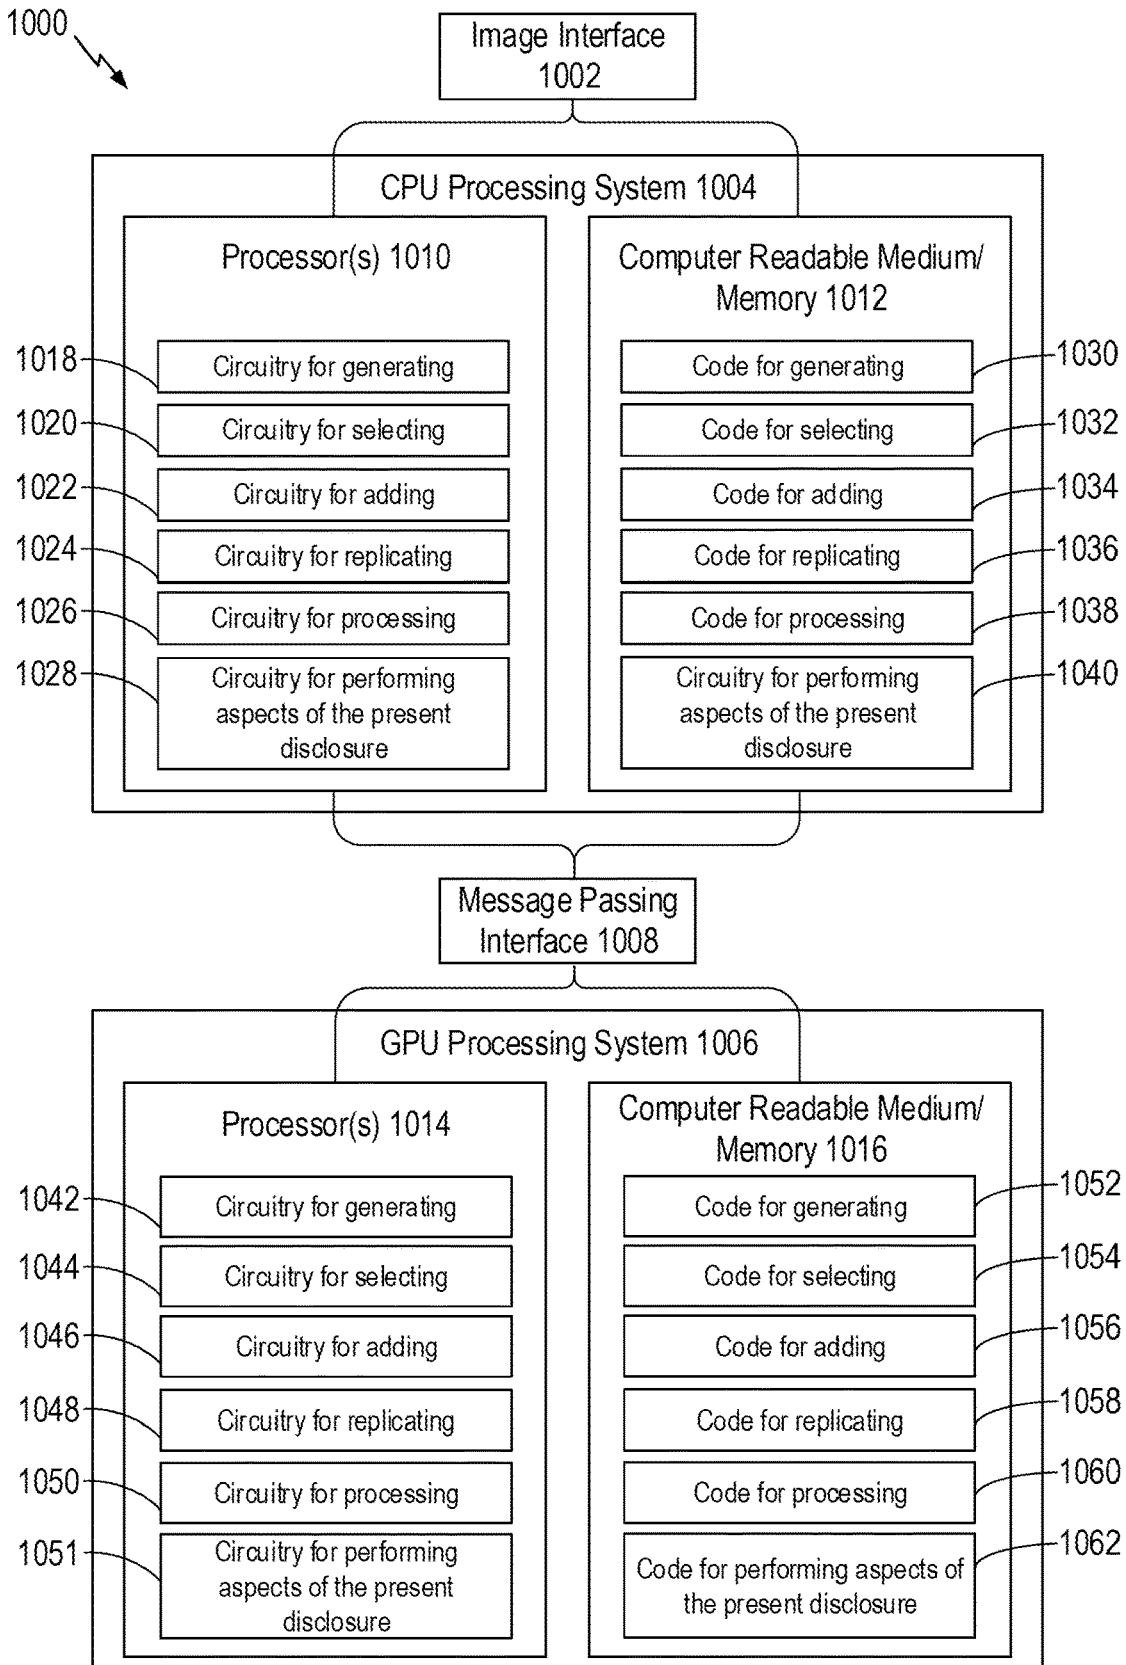 1000
Image Interface
1002
CPU Processing System 1004
Processor(s) 1010
Computer Readable Medium/
Memory 1012
1018
Circuitry for generating
Code for generating
1030
1020
Circuitry for selecting
Code for selecting
1032
1022
Circuitry for adding
Code for adding
1034
1024
Circuitry for replicating
Code for replicating
1036
1026
Circuitry for processing
Code for processing
1038
1028
Circuitry for performing
aspects of the present
disclosure
Circuitry for performing
aspects of the present
disclosure
1040
Message Passing
Interface 1008
GPU Processing System 1006
Processor(s) 1014
Computer Readable Medium/
Memory 1016
1042
Circuitry for generating
Code for generating
1052
1044
Circuitry for selecting
Code for selecting
1054
1046
Circuitry for adding
Code for adding
1056
1048
Circuitry for replicating
Code for replicating
1058
1050
Circuitry for processing
Code for processing
1060
1051
Circuitry for performing
aspects of the present
disclosure
Code for performing aspects of
the present disclosure
1062